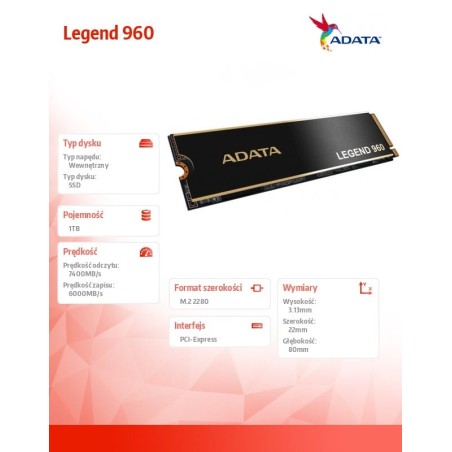 Legend 960
ADATA
ADATA
LEGEND 960
Typ dysku
Typ napędu:
Wewnętrzny
Typ dysku:
SSD
Pojemność
1TB
Prędkość
Prędkość odczytu:
7400MB/s
Prędkość zapisu:
6000MB/s
Format szerokości
M.2 2280
Interfejs
PCI-Express
Wymiary
Wysokość:
3.13mm
Szerokość:
22mm
Głębokość:
80mm